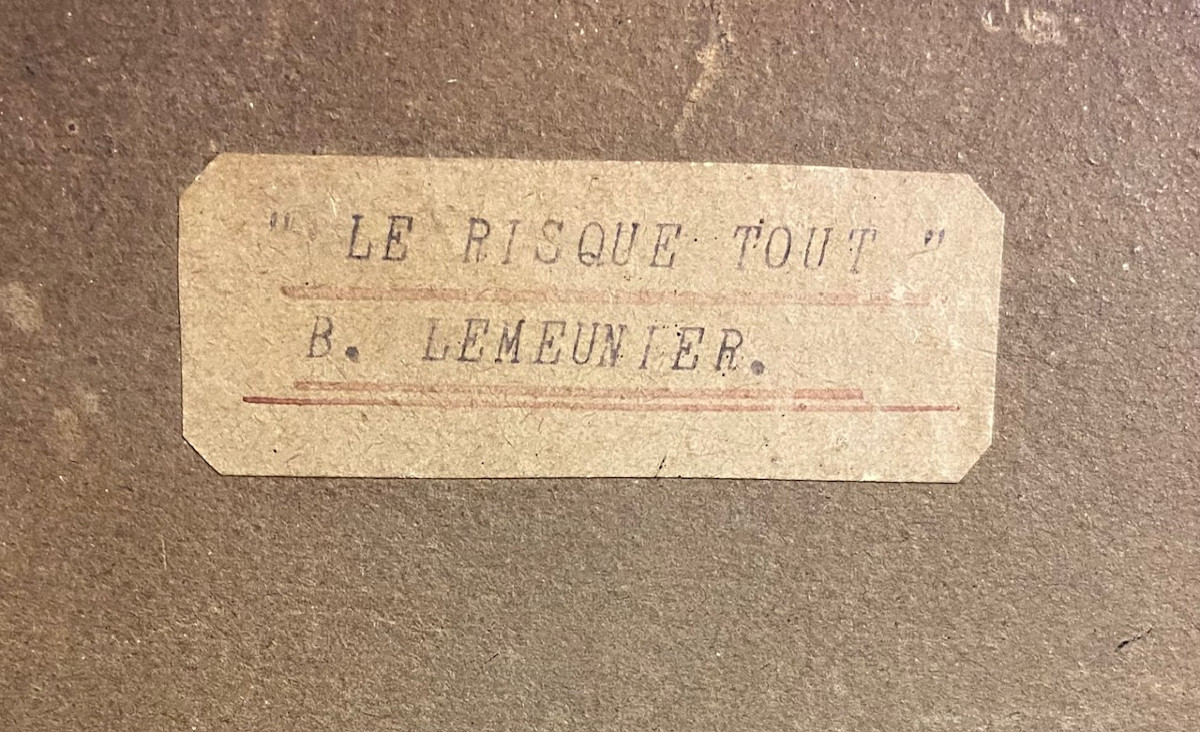 " LE RISQUE TOUT "
B. LEMEUNIER.